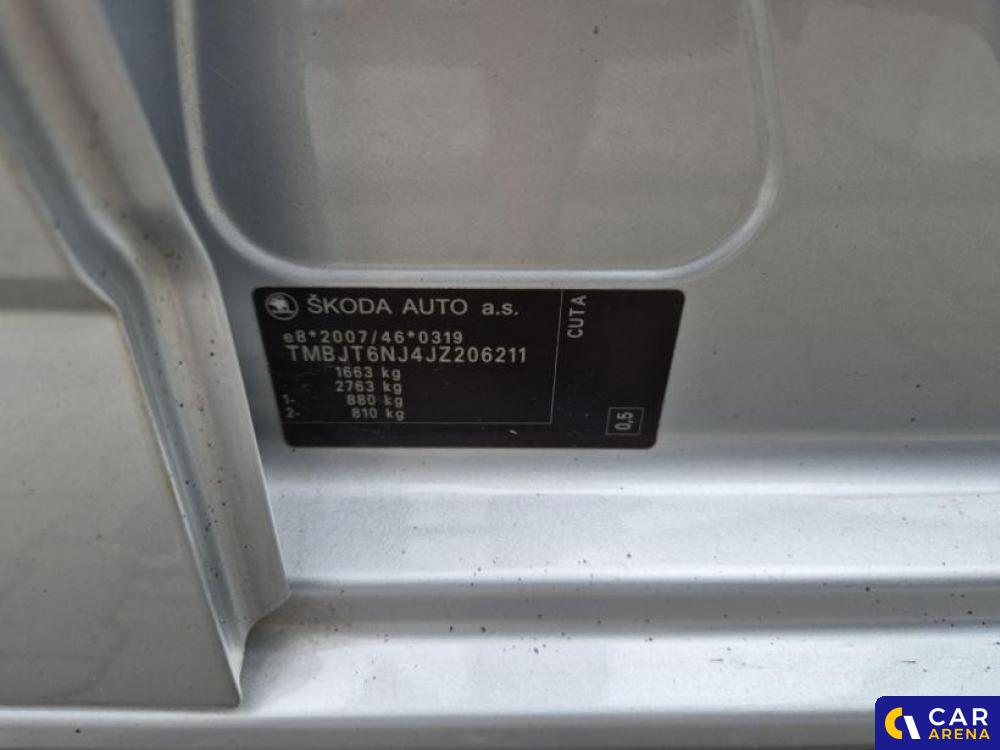 ŠKODA AUTO a.s.
e8*2007/46*0319
TMBJT6NJ4JZ206211
1663 kg
2763 kg
1- 880 kg
2- 810 kg
CUTA
0,5
CAR
ARENA